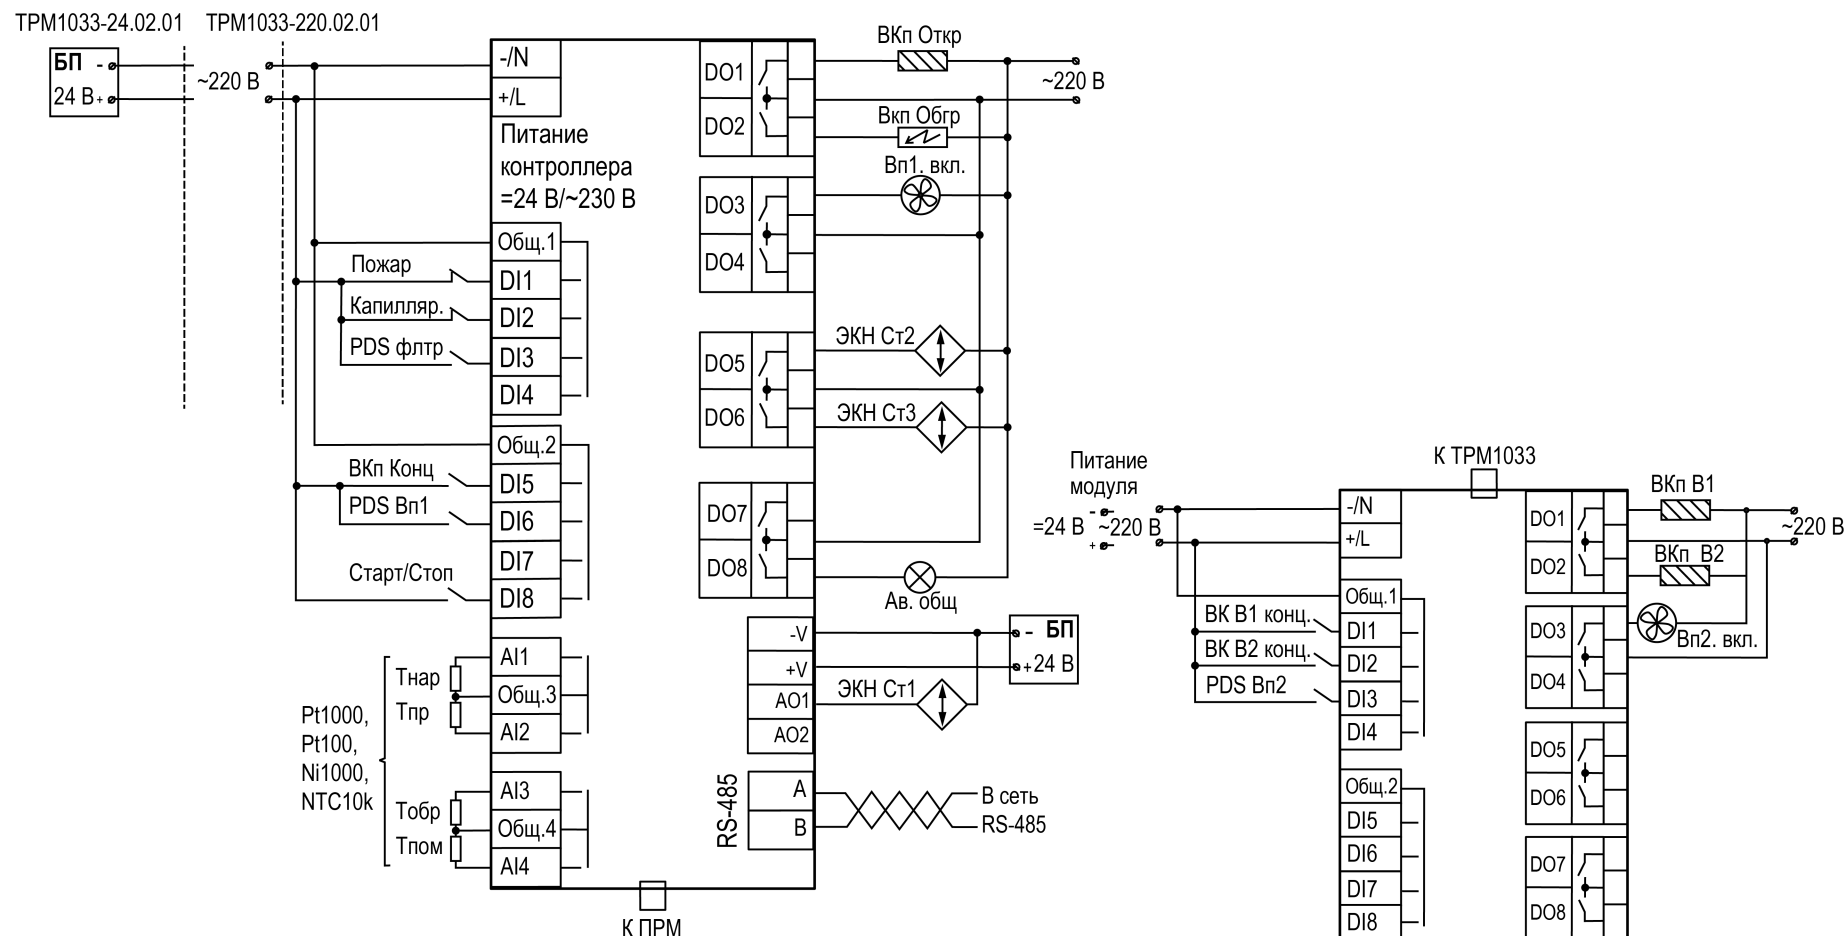 ТРМ1033-24.02.01
ТРМ1033-220.02.01
БП -
24 В +
~220 В
-/N
+/L
Питание
контроллера
=24 В/~230 В
Общ.1
Пожар
DI1
Капилляр.
DI2
PDS флтр
DI3
DI4
Общ.2
ВКп Конц
DI5
PDS Вп1
DI6
DI7
Старт/Стоп
DI8
AI1
Тнар
Общ.3
Тпр
AI2
Pt1000,
Pt100,
Ni1000,
NTC10k
AI3
Тобр
Общ.4
Тпом
AI4
К ПРМ
DO1
DO2
DO3
DO4
DO5
DO6
DO7
DO8
ВКп Откр
~220 В
Вкп Обгр
Вп1. вкл.
ЭКН Ст2
ЭКН Ст3
Ав. общ
-V
+V
AO1
AO2
- БП
+ 24 В
ЭКН Ст1
RS-485
A
B
В сеть
RS-485
К ТРМ1033
Питание
модуля
-
=24 В ~220 В
+
-/N
+/L
Общ.1
ВК В1 конц.
DI1
ВК В2 конц.
DI2
PDS Вп2
DI3
DI4
Общ.2
DI5
DI6
DI7
DI8
DO1
DO2
DO3
DO4
DO5
DO6
DO7
DO8
ВКп В1
~220 В
ВКп В2
Вп2. вкл.